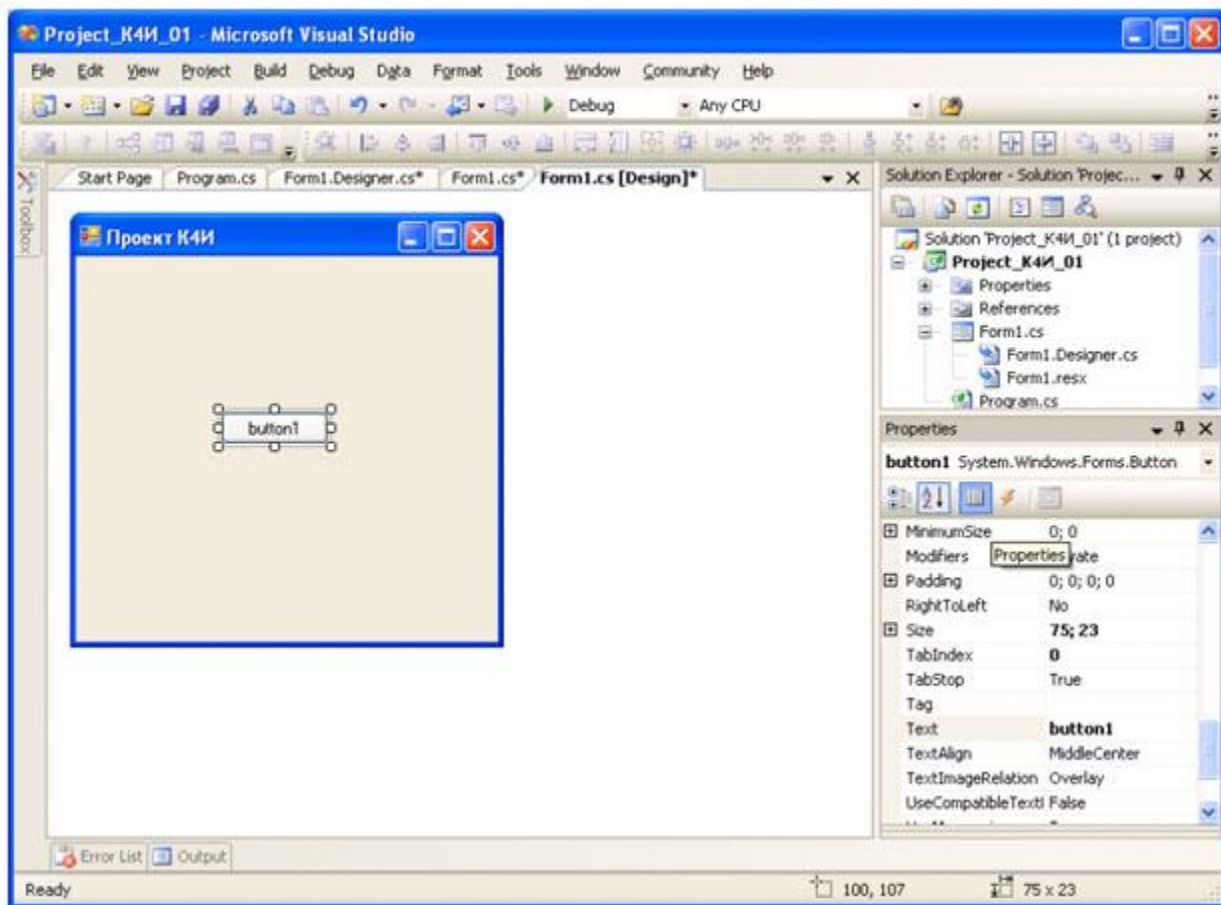 Project_К4И_01 - Microsoft Visual Studio
File Edit View Project Build Debug Data Format Tools Window Community Help
Debug Any CPU
Toolbox
Start Page Program.cs Form1.Designer.cs* Form1.cs* Form1.cs [Design]*
Проект К4И
button1
Solution Explorer - Solution 'Projec...
Solution 'Project_К4И_01' (1 project)
Project_К4И_01
Properties
References
Form1.cs
Form1.Designer.cs
Form1.resx
Program.cs
Properties
button1 System.Windows.Forms.Button
MinimumSize 0; 0
Modifiers
Properties
Padding 0; 0; 0; 0
RightToLeft No
Size 75; 23
TabIndex 0
TabStop True
Tag
Text button1
TextAlign MiddleCenter
TextImageRelation Overlay
UseCompatibleTextI False
Error List Output
Ready 100, 107 75 x 23